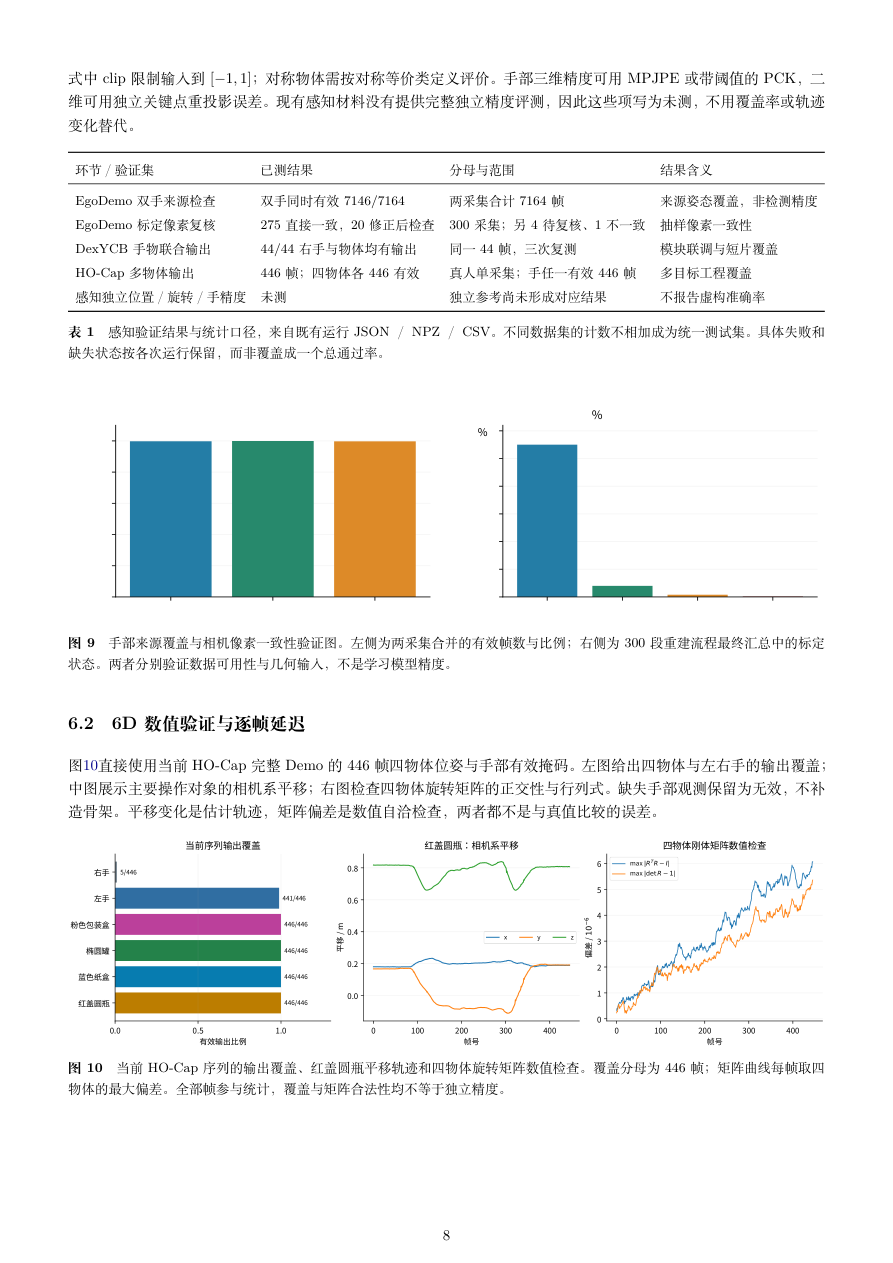 式中 clip 限制输入到 [−1, 1]；对称物体需按对称等价类定义评价。手部三维精度可用 MPJPE 或带阈值的 PCK，二
维可用独立关键点重投影误差。现有感知材料没有提供完整独立精度评测，因此这些项写为未测，不用覆盖率或轨迹
变化替代。
环节 / 验证集 已测结果 分母与范围 结果含义
EgoDemo 双手来源检查 双手同时有效 7146/7164 两采集合计 7164 帧 来源姿态覆盖，非检测精度
EgoDemo 标定像素复核 275 直接一致，20 修正后检查 300 采集；另 4 待复核、1 不一致 抽样像素一致性
DexYCB 手物联合输出 44/44 右手与物体均有输出 同一 44 帧，三次复测 模块联调与短片覆盖
HO-Cap 多物体输出 446 帧；四物体各 446 有效 真人单采集；手任一有效 446 帧 多目标工程覆盖
感知独立位置 / 旋转 / 手精度 未测 独立参考尚未形成对应结果 不报告虚构准确率
表 1 感知验证结果与统计口径，来自既有运行 JSON / NPZ / CSV。不同数据集的计数不相加成为统一测试集。具体失败和
缺失状态按各次运行保留，而非覆盖成一个总通过率。
%
%
图 9 手部来源覆盖与相机像素一致性验证图。左侧为两采集合并的有效帧数与比例；右侧为 300 段重建流程最终汇总中的标定
状态。两者分别验证数据可用性与几何输入，不是学习模型精度。
6.2 6D 数值验证与逐帧延迟
图10直接使用当前 HO-Cap 完整 Demo 的 446 帧四物体位姿与手部有效掩码。左图给出四物体与左右手的输出覆盖；
中图展示主要操作对象的相机系平移；右图检查四物体旋转矩阵的正交性与行列式。缺失手部观测保留为无效，不补
造骨架。平移变化是估计轨迹，矩阵偏差是数值自洽检查，两者都不是与真值比较的误差。
当前序列输出覆盖
右手 5/446
左手 441/446
粉色包装盒 446/446
椭圆罐 446/446
蓝色纸盒 446/446
红盖圆瓶 446/446
0.0 0.5 1.0
有效输出比例
红盖圆瓶：相机系平移
平移 / m
0.8
0.6
0.4
0.2
0.0
x y z
0 100 200 300 400
帧号
四物体刚体矩阵数值检查
偏差 / 10⁻⁶
max |RᵀR − I|
max |det R − 1|
6
5
4
3
2
1
0
0 100 200 300 400
帧号
图 10 当前 HO-Cap 序列的输出覆盖、红盖圆瓶平移轨迹和四物体旋转矩阵数值检查。覆盖分母为 446 帧；矩阵曲线每帧取四
物体的最大偏差。全部帧参与统计，覆盖与矩阵合法性均不等于独立精度。
8